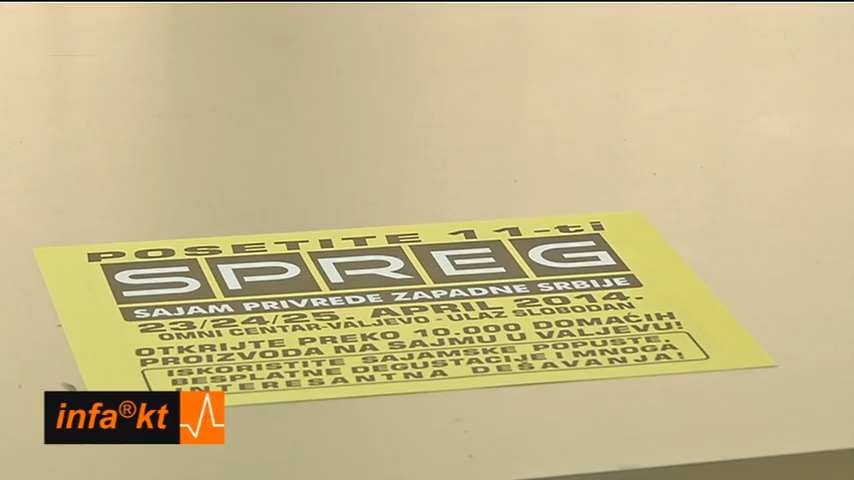 POSETITE 11-ti
SPREG
SAJAM PRIVREDE ZAPADNE SRBIJE
23/24/25. APRIL 2014.
OMNI CENTAR-VALJEVO - ULAZ SLOBODAN
OTKRIJTE PREKO 10.000 DOMAĆIH
PROIZVODA NA SAJMU U VALJEVU!
ISKORISTITE SAJAMSKE POPUSTE,
BESPLATNE DEGUSTACIJE I MNOGA
INTERESANTNA DEŠAVANJA!
infa®kt